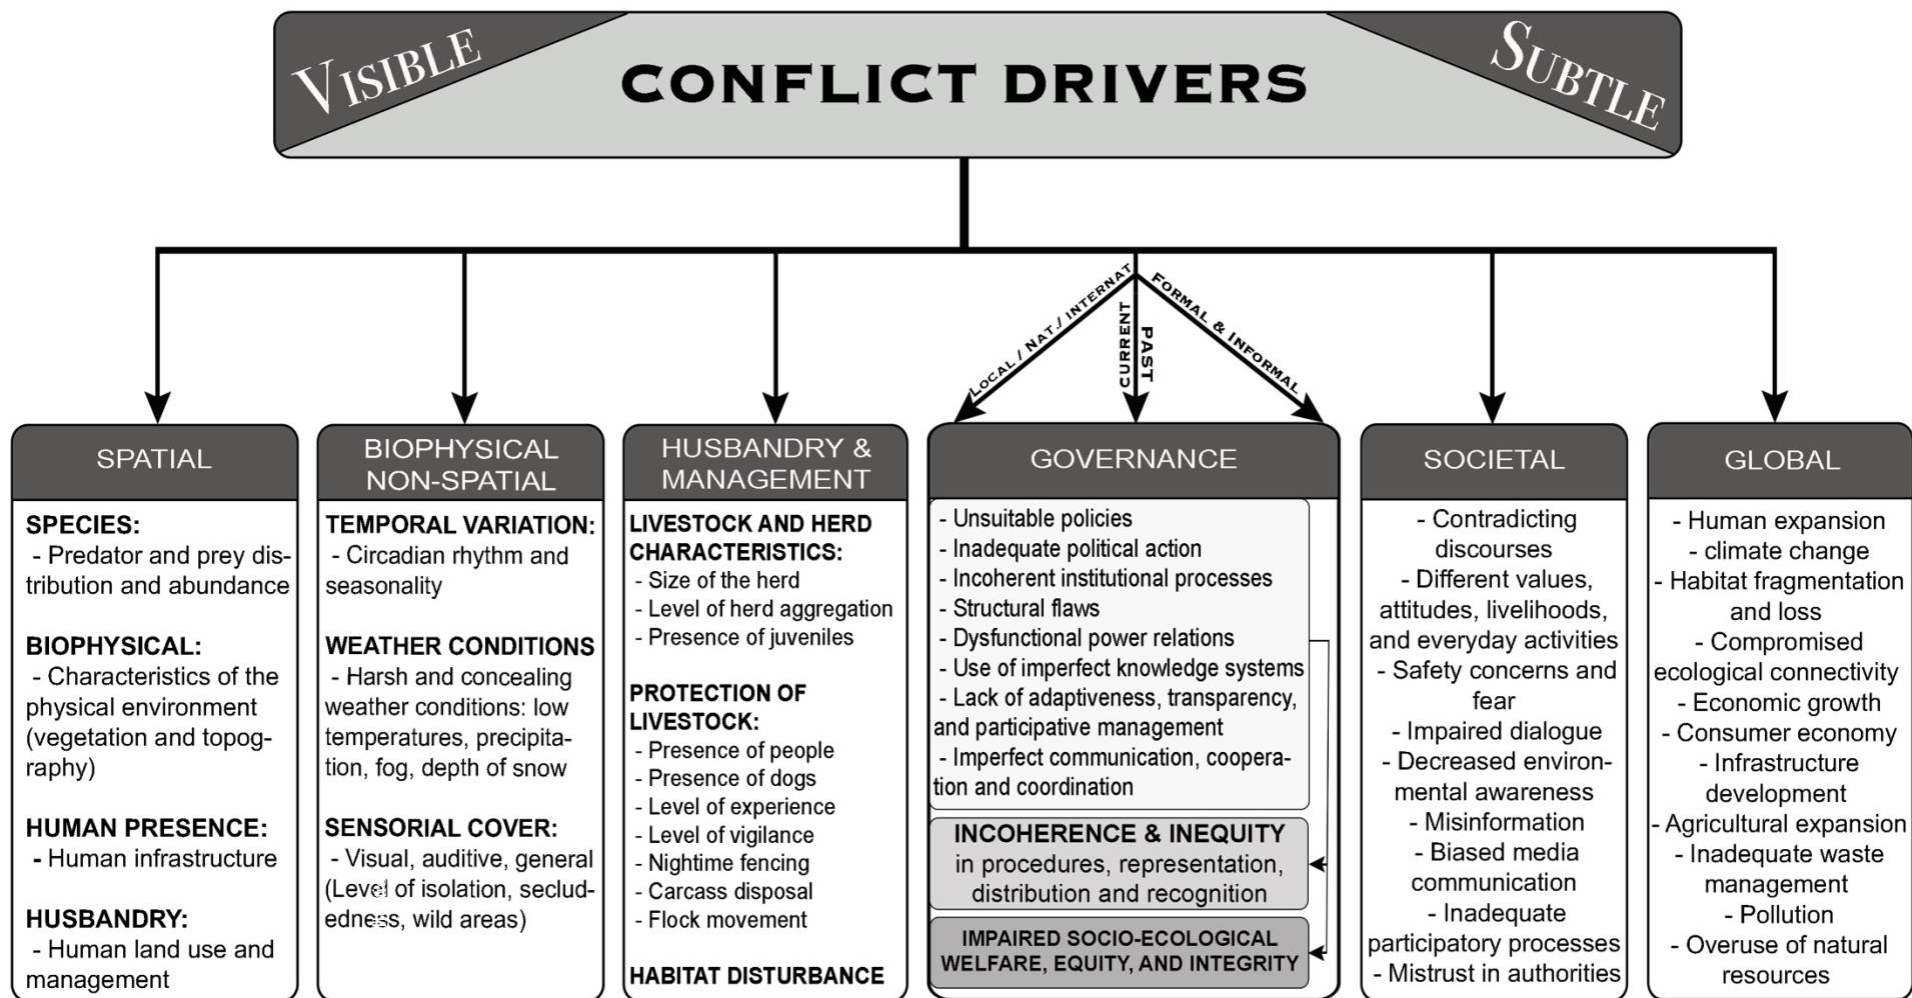 VISIBLE
CONFLICT DRIVERS
SUBTLE
LOCAL / NAT./ INTERNAT
CURRENT
PAST
FORMAL & INFORMAL
SPATIAL
SPECIES:
- Predator and prey dis-
tribution and abundance
BIOPHYSICAL:
- Characteristics of the
physical environment
(vegetation and topog-
raphy)
HUMAN PRESENCE:
- Human infrastructure
HUSBANDRY:
- Human land use and
management
BIOPHYSICAL
NON-SPATIAL
TEMPORAL VARIATION:
- Circadian rhythm and
seasonality
WEATHER CONDITIONS
- Harsh and concealing
weather conditions: low
temperatures, precipita-
tion, fog, depth of snow
SENSORIAL COVER:
- Visual, auditive, general
(Level of isolation, seclud-
edness, wild areas)
HUSBANDRY &
MANAGEMENT
LIVESTOCK AND HERD
CHARACTERISTICS:
- Size of the herd
- Level of herd aggregation
- Presence of juveniles
PROTECTION OF
LIVESTOCK:
- Presence of people
- Presence of dogs
- Level of experience
- Level of vigilance
- Nightime fencing
- Carcass disposal
- Flock movement
HABITAT DISTURBANCE
GOVERNANCE
- Unsuitable policies
- Inadequate political action
- Incoherent institutional processes
- Structural flaws
- Dysfunctional power relations
- Use of imperfect knowledge systems
- Lack of adaptiveness, transparency,
and participative management
- Imperfect communication, coopera-
tion and coordination
INCOHERENCE & INEQUITY
in procedures, representation,
distribution and recognition
IMPAIRED SOCIO-ECOLOGICAL
WELFARE, EQUITY, AND INTEGRITY
SOCIETAL
- Contradicting
discourses
- Different values,
attitudes, livelihoods,
and everyday activities
- Safety concerns and
fear
- Impaired dialogue
- Decreased environ-
mental awareness
- Misinformation
- Biased media
communication
- Inadequate
participatory processes
- Mistrust in authorities
GLOBAL
- Human expansion
- climate change
- Habitat fragmentation
and loss
- Compromised
ecological connectivity
- Economic growth
- Consumer economy
- Infrastructure
development
- Agricultural expansion
- Inadequate waste
management
- Pollution
- Overuse of natural
resources